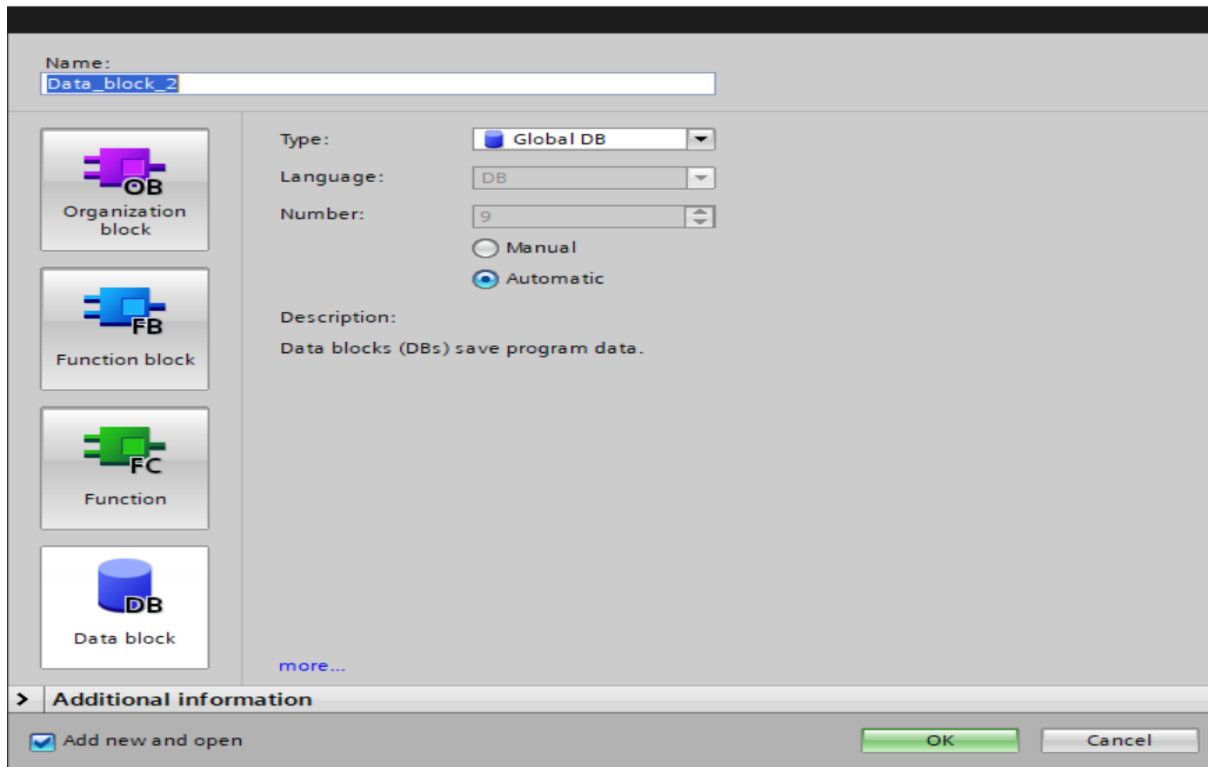 Name:
Data_block_2
OB
Organization
block
FB
Function block
FC
Function
DB
Data block
Type:
Global DB
Language:
DB
Number:
9
Manual
Automatic
Description:
Data blocks (DBs) save program data.
more...
> Additional information
Add new and open
OK
Cancel